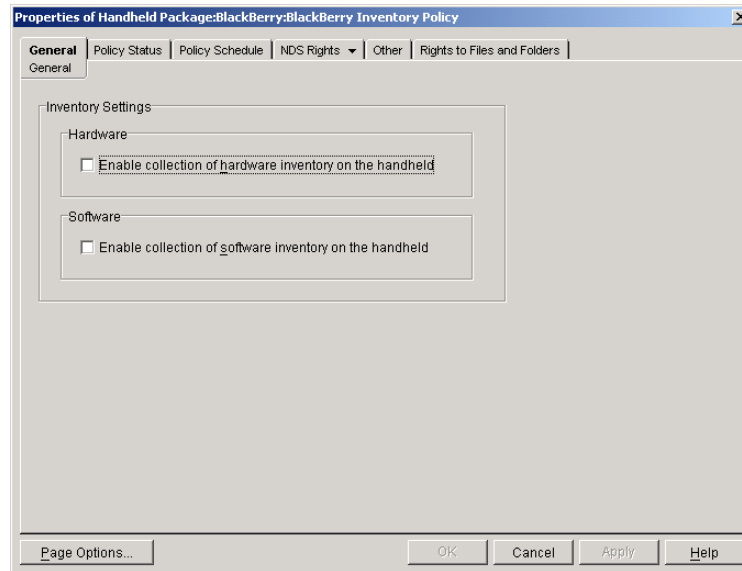 Properties of Handheld Package:BlackBerry:BlackBerry Inventory Policy
General Policy Status Policy Schedule NDS Rights Other Rights to Files and Folders
General
Inventory Settings
Hardware
Enable collection of hardware inventory on the handheld
Software
Enable collection of software inventory on the handheld
Page Options... OK Cancel Apply Help